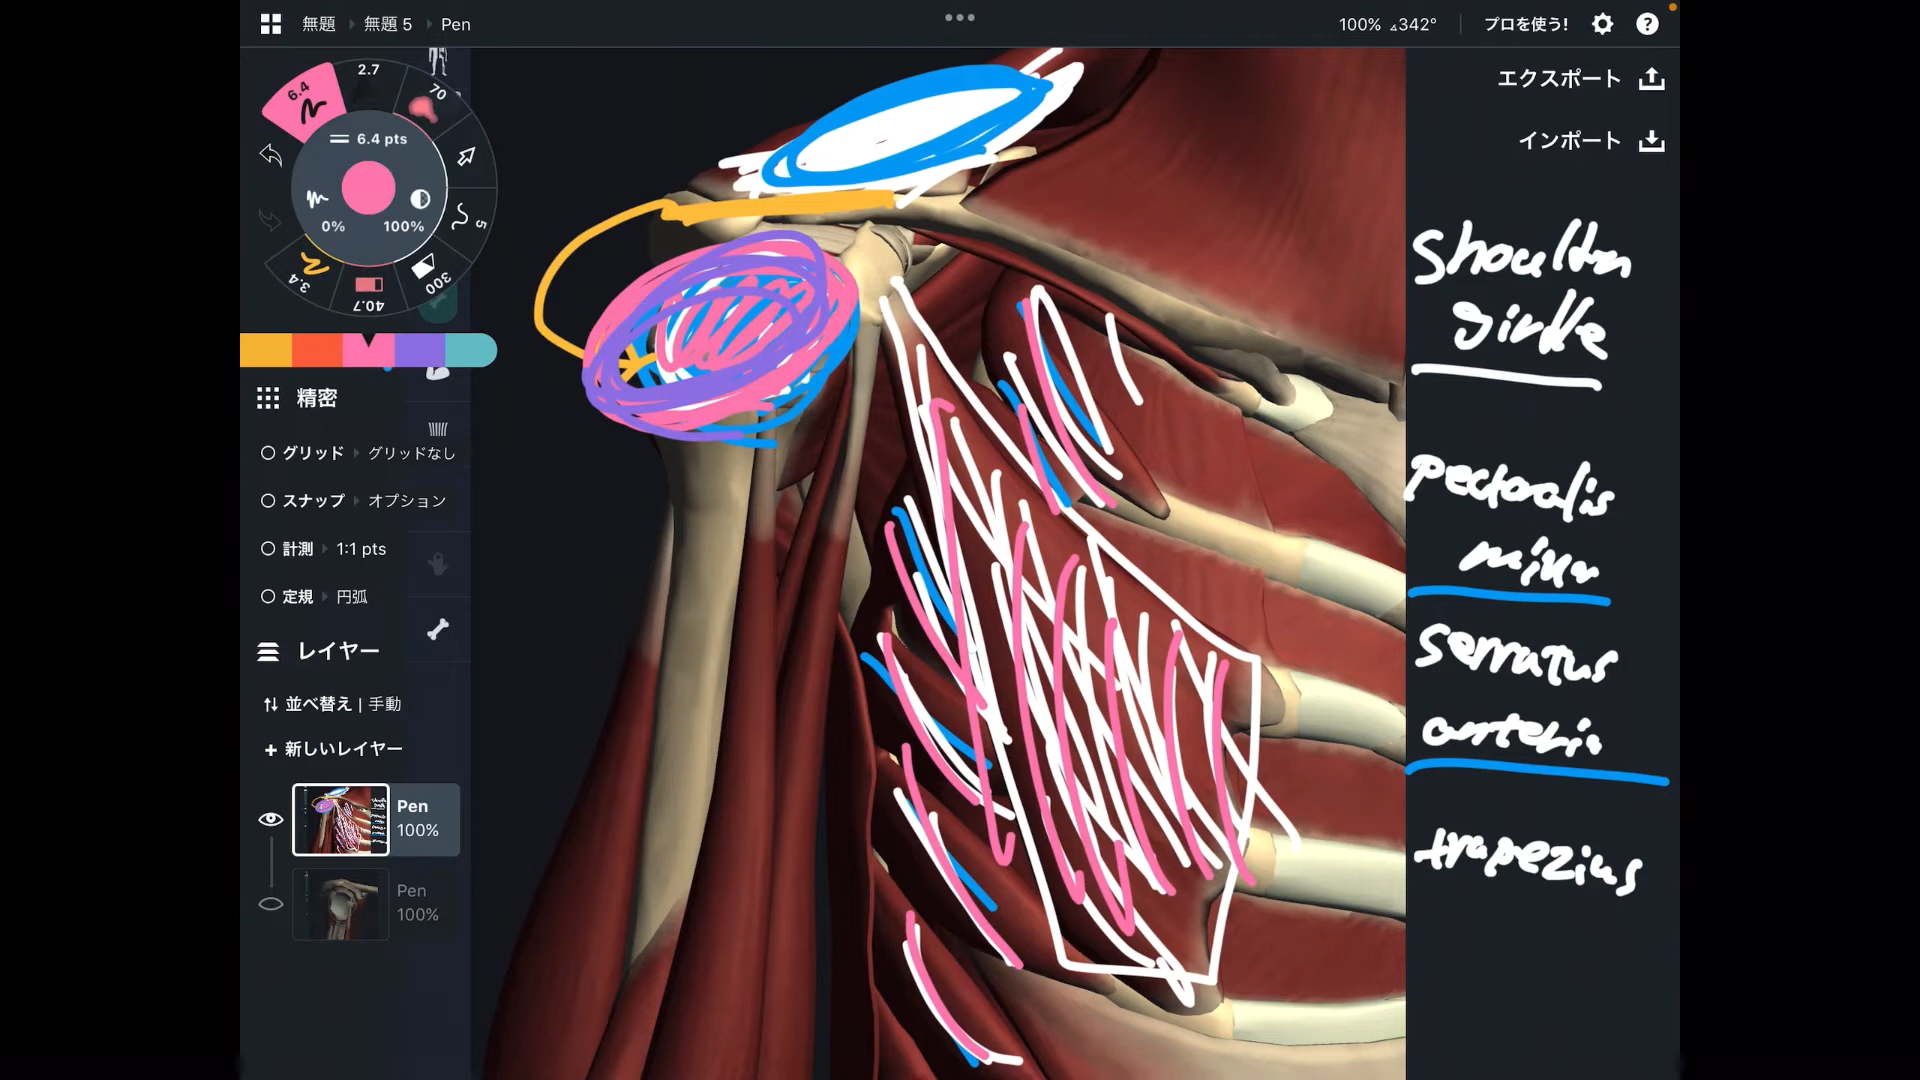 無題 無題 5 Pen
100% ⊿342°
プロを使う!
エクスポート
インポート
6.4
2.7
70
6.4 pts
5
0% 100%
3.4
40.7
300
精密
グリッド グリッドなし
スナップ オプション
計測 1:1 pts
定規 円弧
レイヤー
並べ替え | 手動
+ 新しいレイヤー
Pen
100%
Pen
100%
shoulder
girdle
pectoralis
minor
serratus
anterior
trapezius